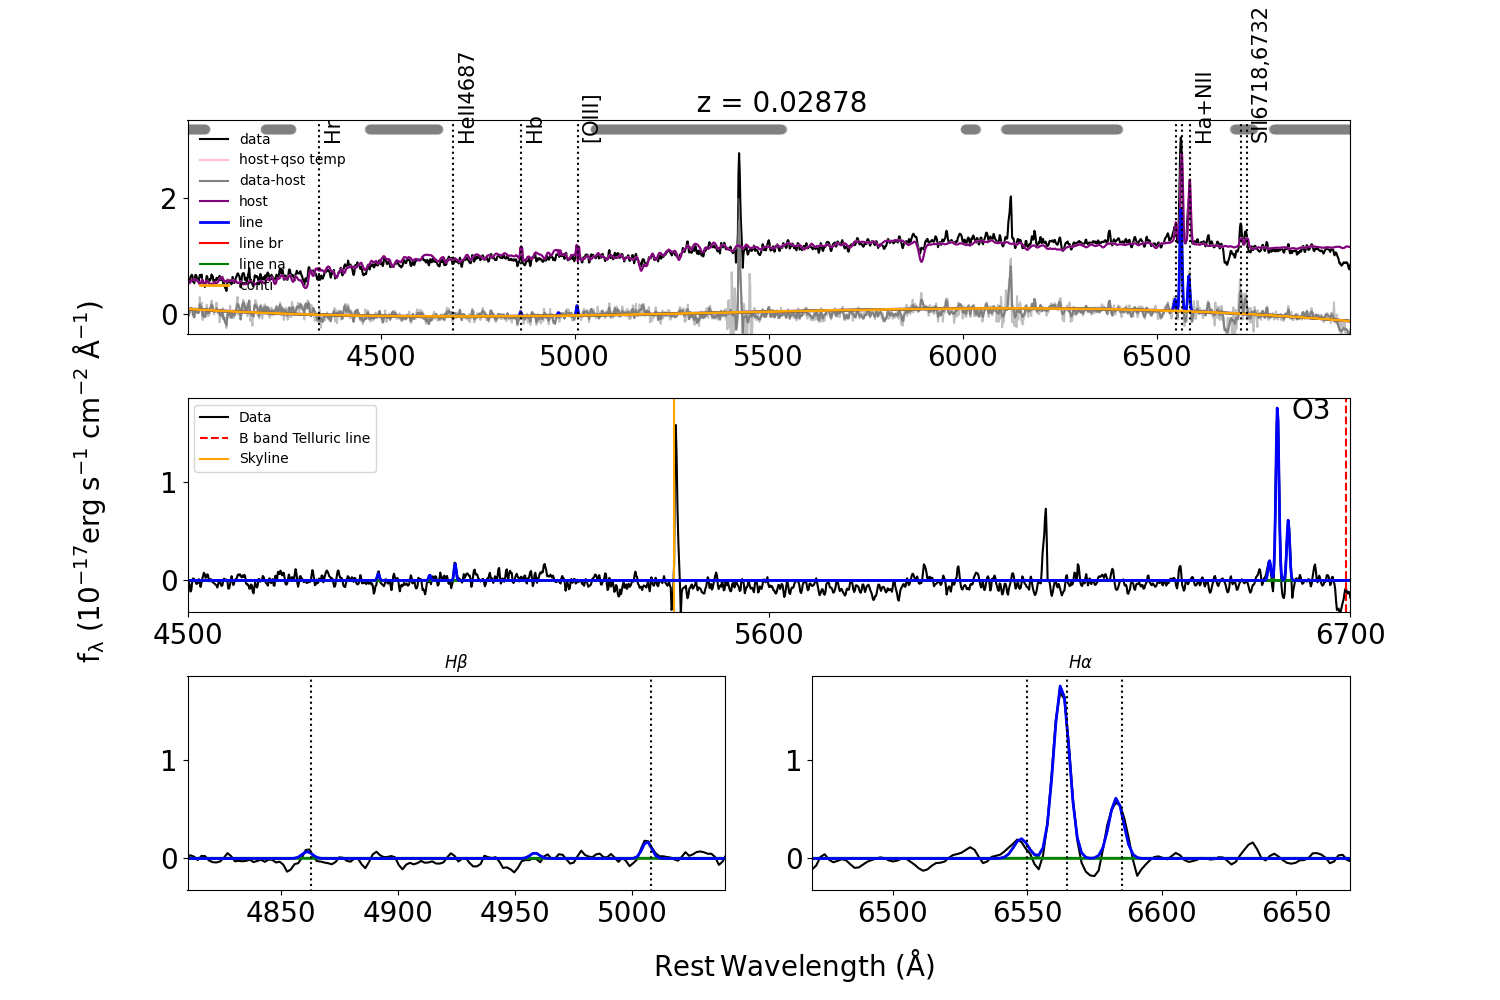 z = 0.02878
Hr
HeII4687
Hb
[OIII]
Ha+NII
SII6718,6732
data
host+qso temp
data-host
host
line
line br
line na
conti
2
0
4500 5000 5500 6000 6500
Data
B band Telluric line
Skyline
O3
1
0
4500 5600 6700
fλ (10⁻¹⁷erg s⁻¹ cm⁻² Å⁻¹)
Hβ
1
0
4850 4900 4950 5000
Hα
1
0
6500 6550 6600 6650
Rest Wavelength (Å)